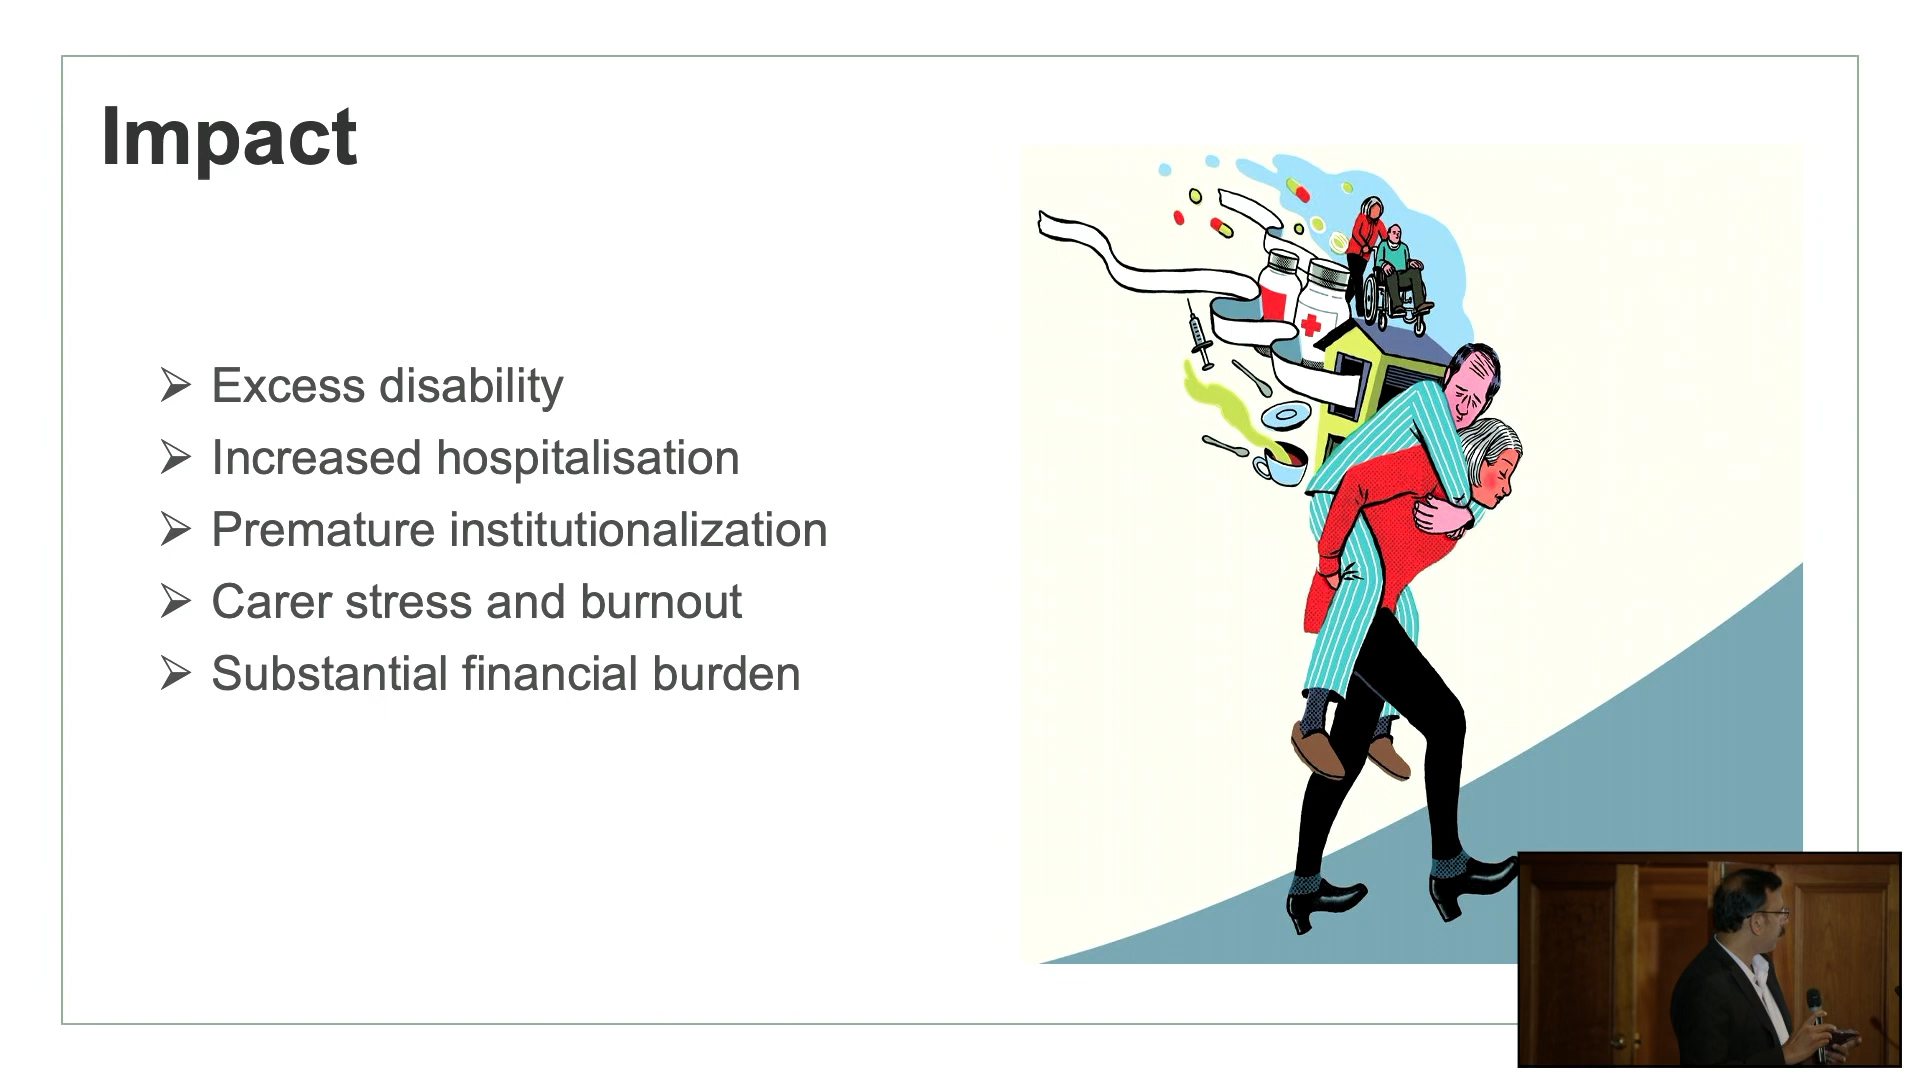 Impact
➢ Excess disability
➢ Increased hospitalisation
➢ Premature institutionalization
➢ Carer stress and burnout
➢ Substantial financial burden